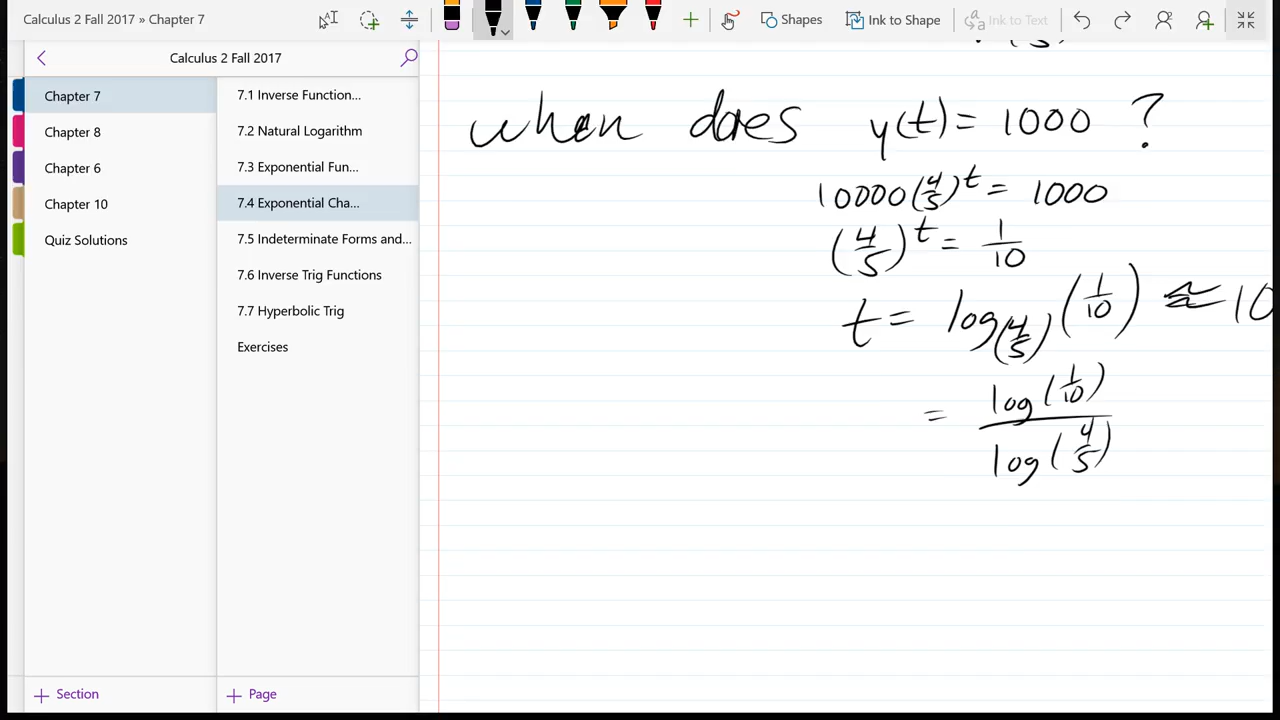 Calculus 2 Fall 2017 » Chapter 7
Shapes
Ink to Shape
Ink to Text
Calculus 2 Fall 2017
Chapter 7
Chapter 8
Chapter 6
Chapter 10
Quiz Solutions
+ Section
7.1 Inverse Function...
7.2 Natural Logarithm
7.3 Exponential Fun...
7.4 Exponential Cha...
7.5 Indeterminate Forms and...
7.6 Inverse Trig Functions
7.7 Hyperbolic Trig
Exercises
+ Page
when does y(t) = 1000 ?
10000(4/5)^t = 1000
(4/5)^t = 1/10
t = log_(4/5) (1/10) ≈ 10
= log(1/10) / log(4/5)